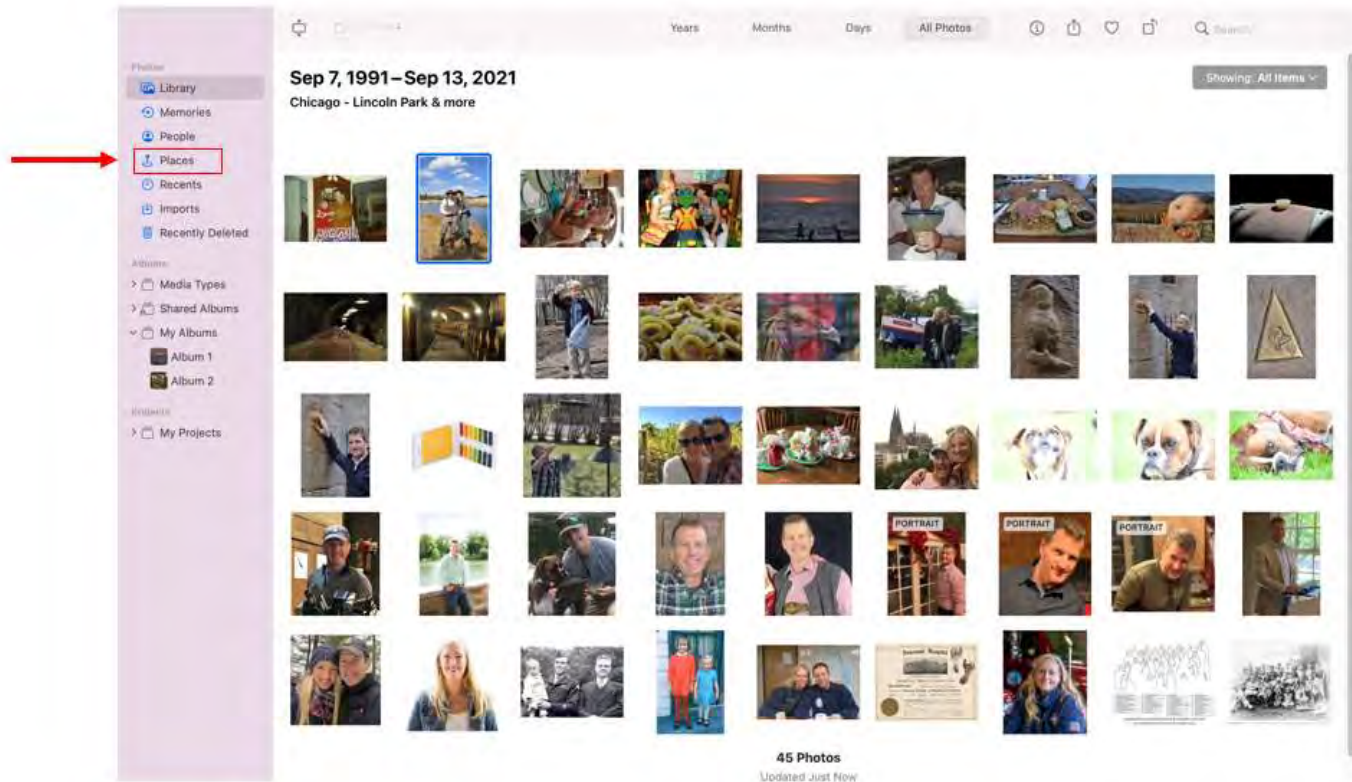 Years
Months
Days
All Photos
Search
Photos
Library
Memories
People
Places
Recents
Imports
Recently Deleted
Albums
Media Types
Shared Albums
My Albums
Album 1
Album 2
Projects
My Projects
Sep 7, 1991–Sep 13, 2021
Chicago - Lincoln Park & more
Showing: All Items
PORTRAIT
PORTRAIT
PORTRAIT
45 Photos
Updated Just Now